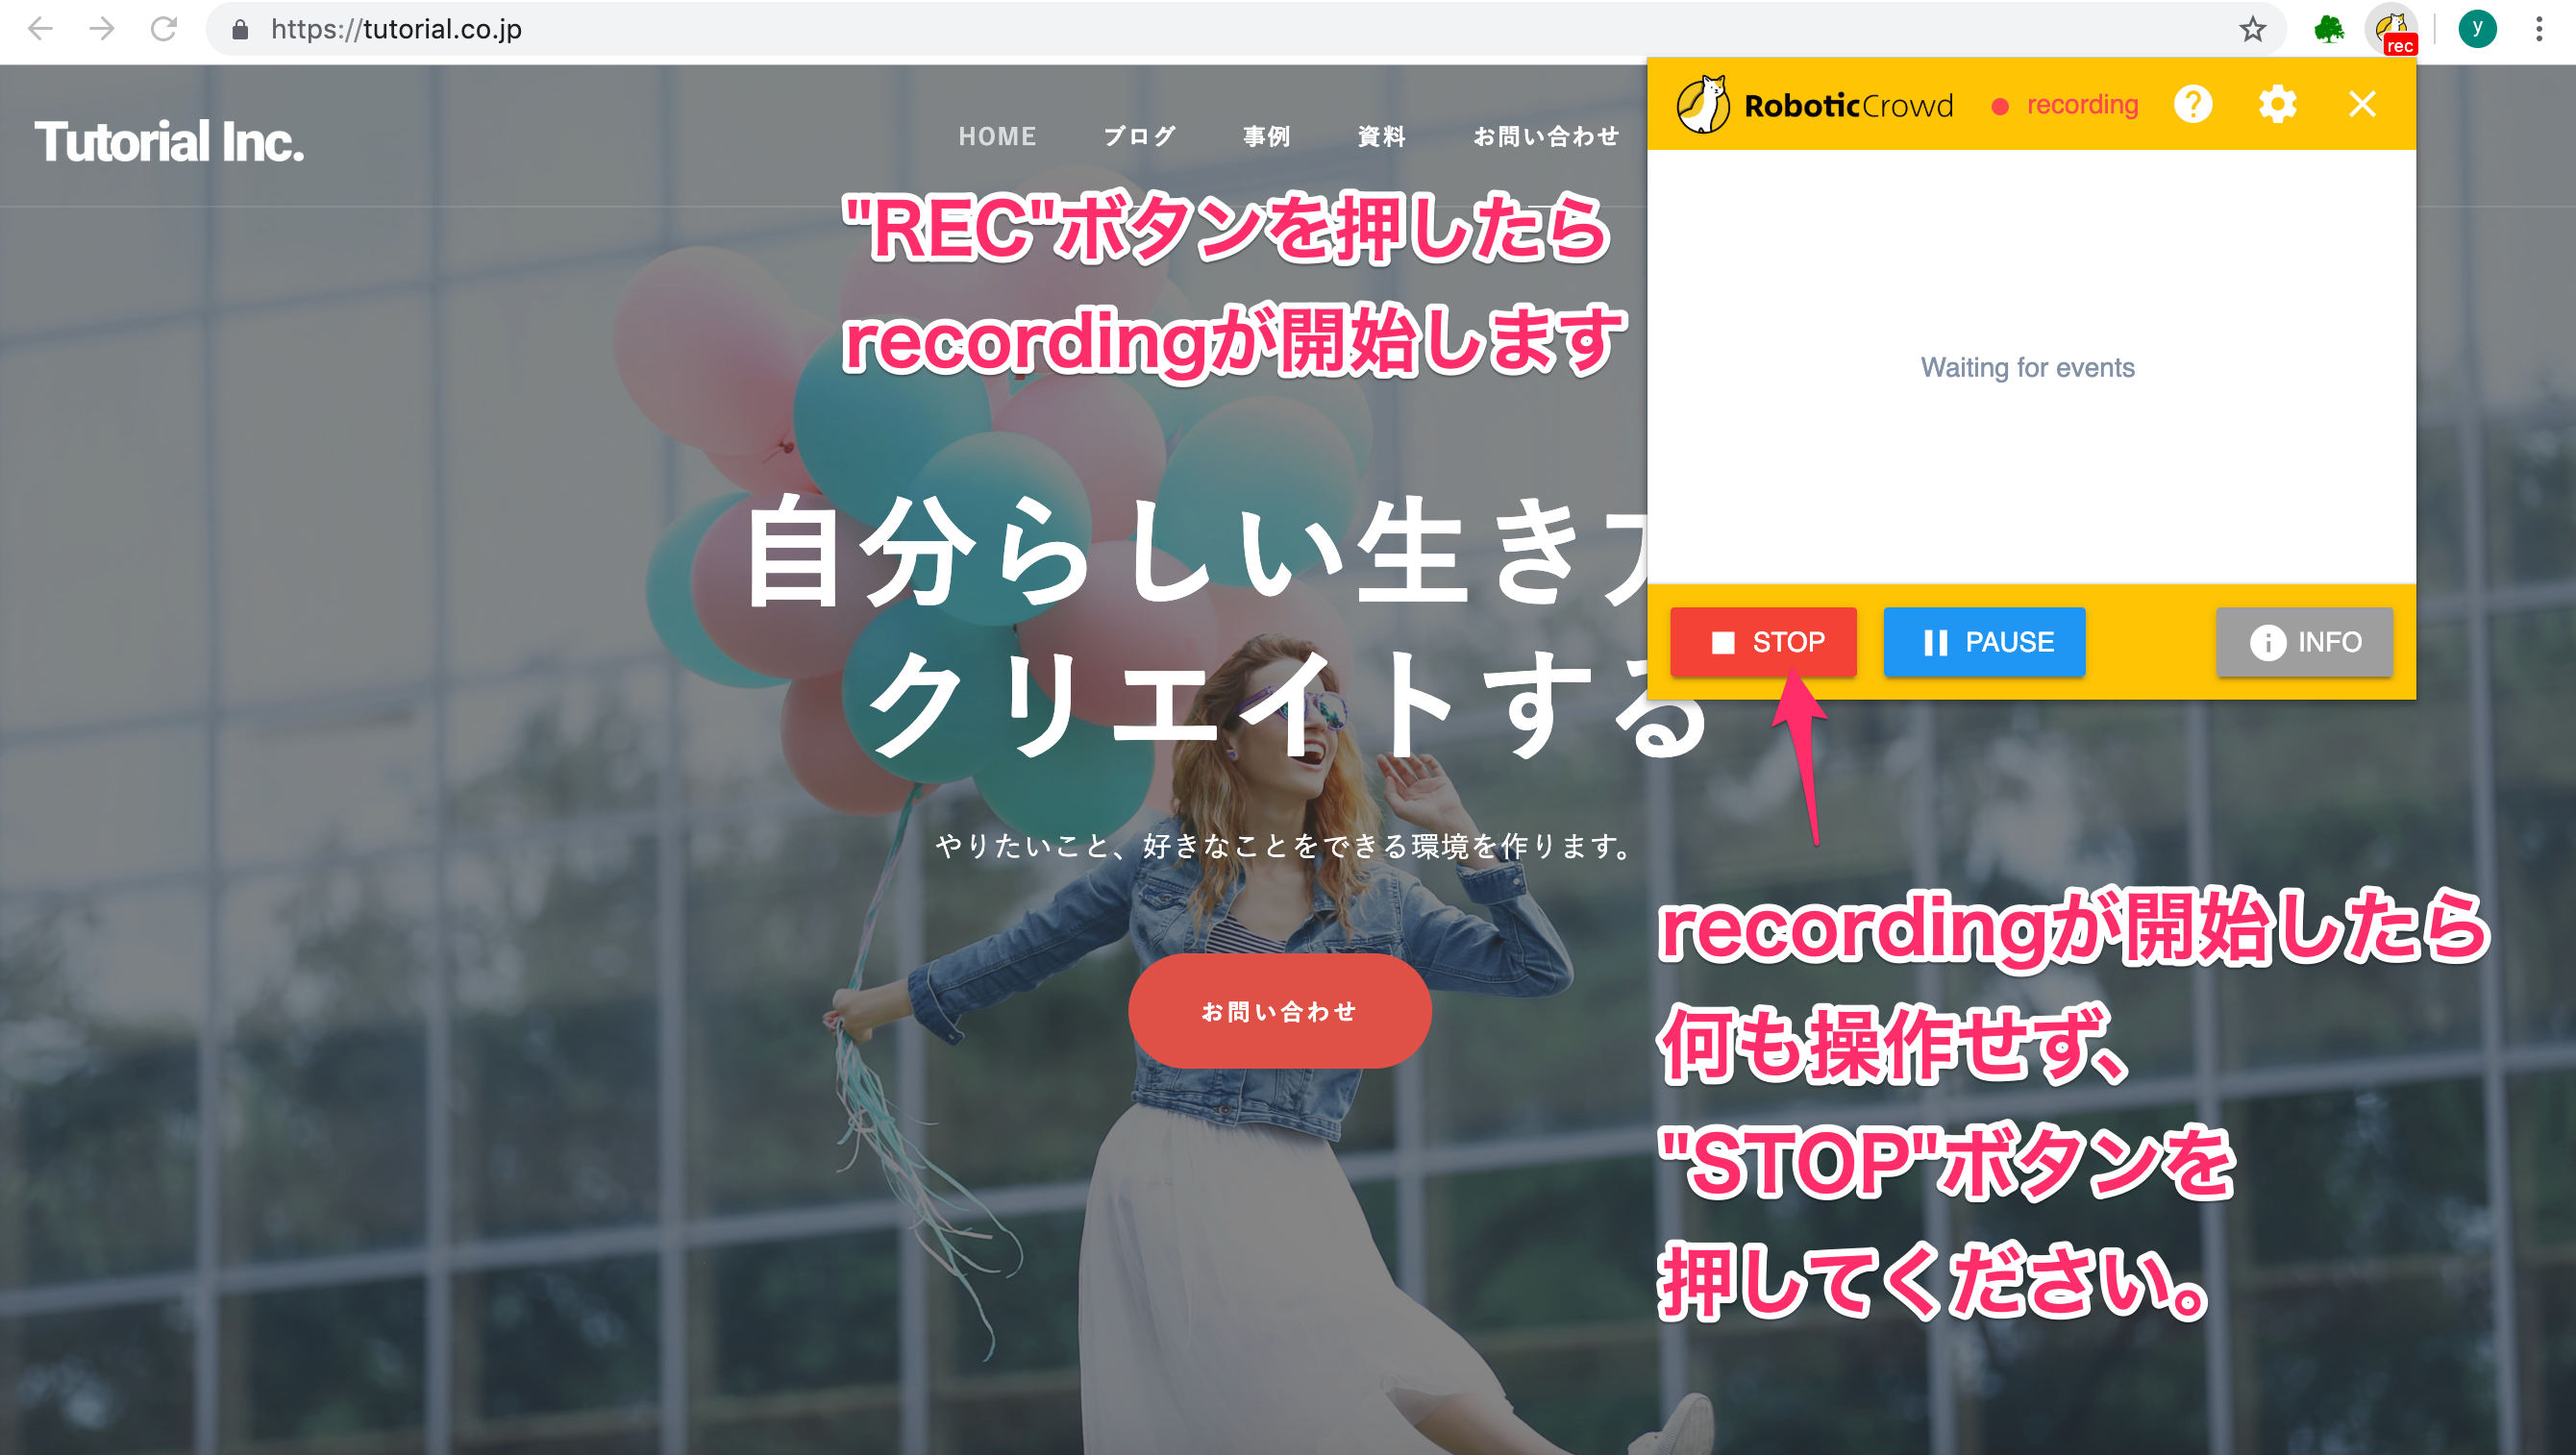 https://tutorial.co.jp
rec
y
Tutorial Inc.
HOME ブログ 事例 資料 お問い合わせ
RoboticCrowd recording
"REC"ボタンを押したら
recordingが開始します
Waiting for events
自分らしい生き
クリエイトする
STOP PAUSE INFO
やりたいこと、好きなことをできる環境を作ります。
お問い合わせ
recordingが開始したら
何も操作せず、
"STOP"ボタンを
押してください。